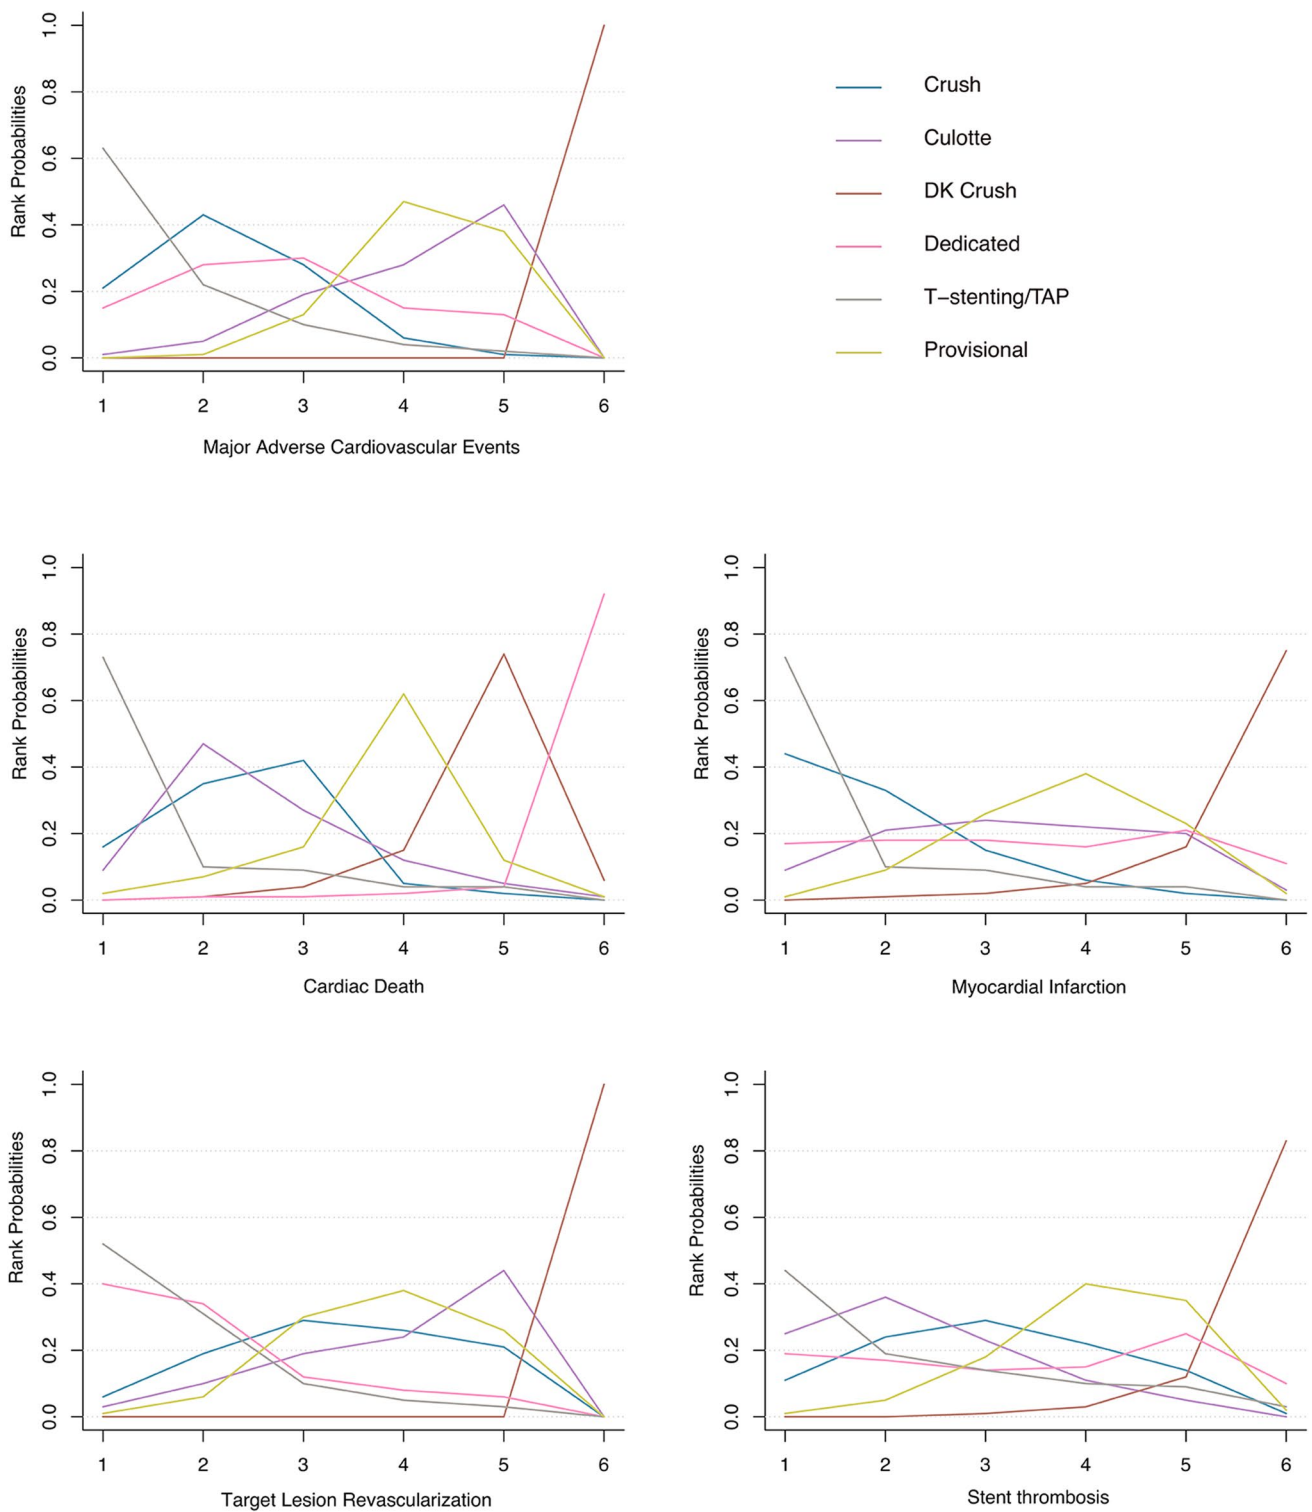 Rank Probabilities
1.0
0.8
0.6
0.4
0.2
0.0
1 2 3 4 5 6
Major Adverse Cardiovascular Events
Crush
Culotte
DK Crush
Dedicated
T−stenting/TAP
Provisional
Rank Probabilities
1.0
0.8
0.6
0.4
0.2
0.0
1 2 3 4 5 6
Cardiac Death
Rank Probabilities
1.0
0.8
0.6
0.4
0.2
0.0
1 2 3 4 5 6
Myocardial Infarction
Rank Probabilities
1.0
0.8
0.6
0.4
0.2
0.0
1 2 3 4 5 6
Target Lesion Revascularization
Rank Probabilities
1.0
0.8
0.6
0.4
0.2
0.0
1 2 3 4 5 6
Stent thrombosis